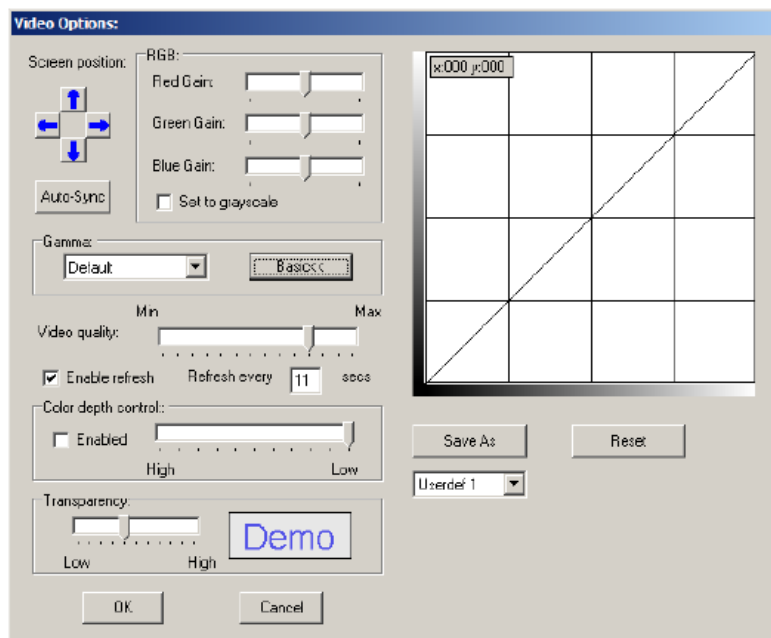 Video Options:
Screen position:
Auto-Sync
RGB:
Red Gain:
Green Gain:
Blue Gain:
Set to grayscale
Gamma:
Default
Basic<<
Min Max
Video quality:
Enable refresh Refresh every 11 secs
Color depth control::
Enabled
High Low
Transparency:
Low High
Demo
OK Cancel
x:000 y:000
Save As Reset
Userdef 1